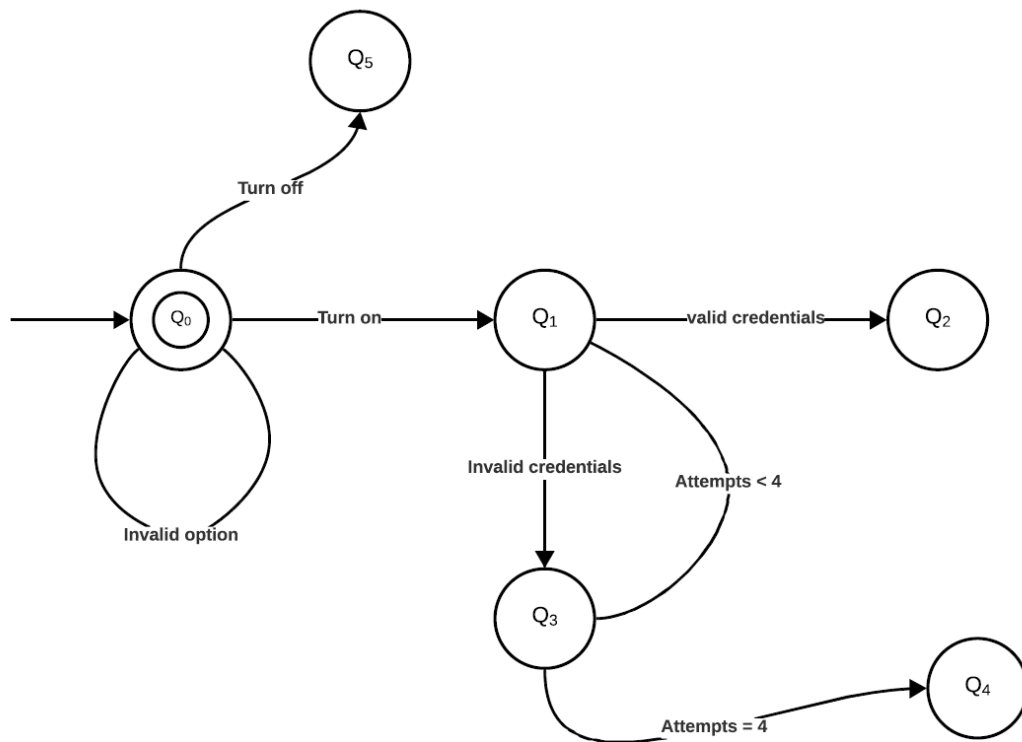 Q₅
Turn off
Q₀
Turn on
Q₁
valid credentials
Q₂
Invalid credentials
Attempts < 4
Invalid option
Q₃
Q₄
Attempts = 4